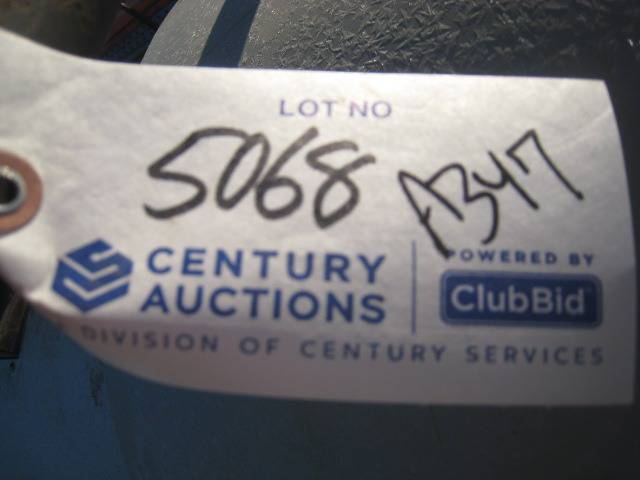 LOT NO
5068 A347
CENTURY AUCTIONS
POWERED BY
ClubBid
DIVISION OF CENTURY SERVICES